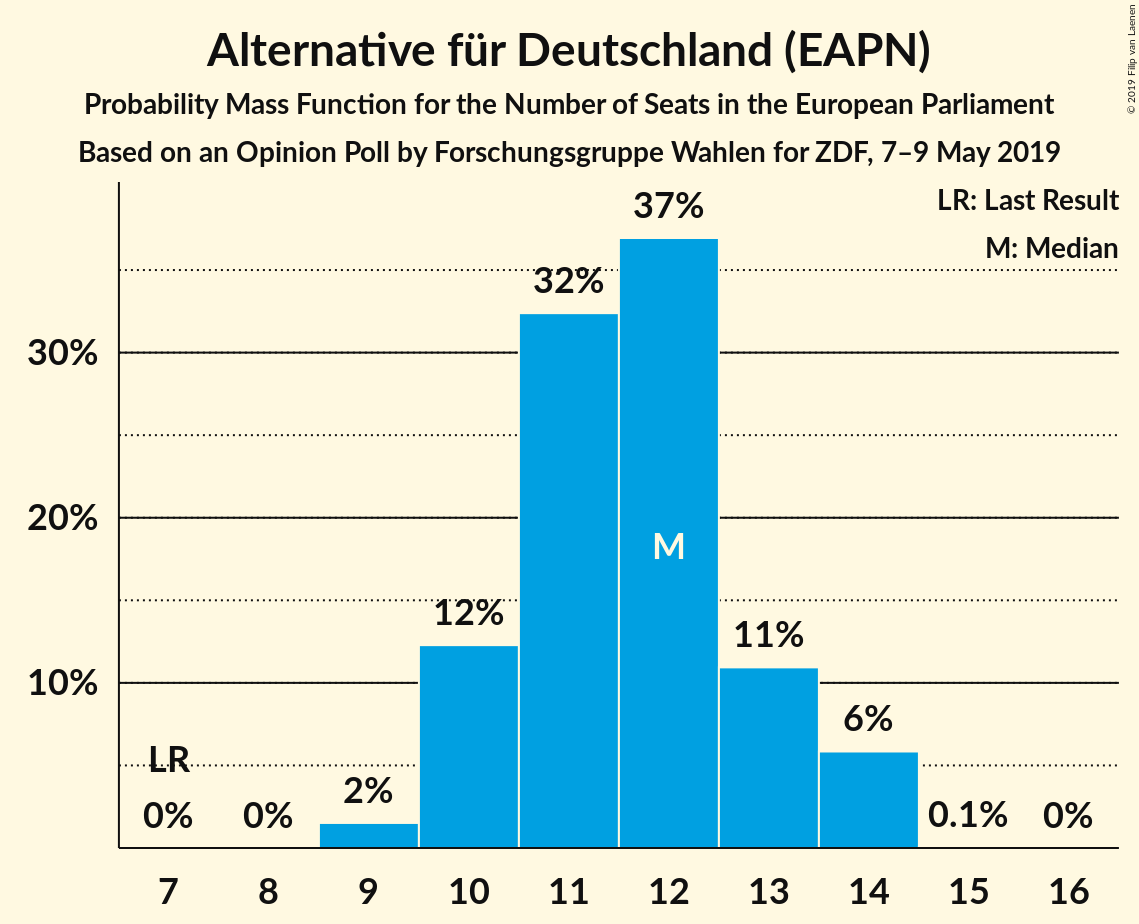 Alternative für Deutschland (EAPN)
Probability Mass Function for the Number of Seats in the European Parliament
Based on an Opinion Poll by Forschungsgruppe Wahlen for ZDF, 7–9 May 2019
© 2019 Filip van Laenen
LR: Last Result
M: Median
37%
32%
30%
20%
M
12%
11%
10%
6%
LR
2%
0%
0%
0.1%
0%
7 8 9 10 11 12 13 14 15 16